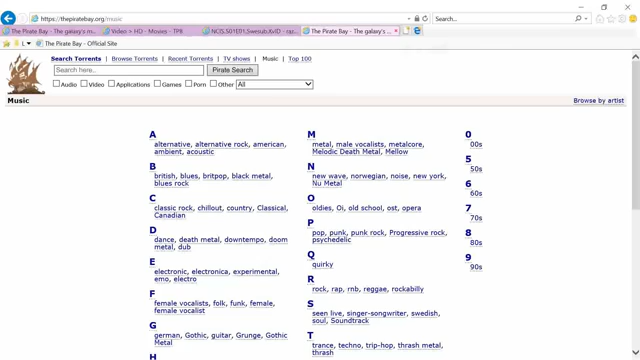 https://thepiratebay.org/music
Search...
The Pirate Bay - The galaxy's m...
Video > HD - Movies - TPB
NCIS.S01E01.Swesub.XviD - raz...
The Pirate Bay - The galaxy's ...
L
The Pirate Bay - Official Site
Search Torrents | Browse Torrents | Recent Torrents | TV shows | Music | Top 100
Search here...
Pirate Search
Audio Video Applications Games Porn Other All
Music
Browse by artist
A
alternative, alternative rock, american,
ambient, acoustic
B
british, blues, britpop, black metal,
blues rock
C
classic rock, chillout, country, Classical,
Canadian
D
dance, death metal, downtempo, doom
metal, dub
E
electronic, electronica, experimental,
emo, electro
F
female vocalists, folk, funk, female,
female vocalist
G
german, Gothic, guitar, Grunge, Gothic
Metal
H
M
metal, male vocalists, metalcore,
Melodic Death Metal, Mellow
N
new wave, norwegian, noise, new york,
Nu Metal
O
oldies, Oi, old school, ost, opera
P
pop, punk, punk rock, Progressive rock,
psychedelic
Q
quirky
R
rock, rap, rnb, reggae, rockabilly
S
seen live, singer-songwriter, swedish,
soul, Soundtrack
T
trance, techno, trip-hop, thrash metal,
thrash
0
00s
5
50s
6
60s
7
70s
8
80s
9
90s